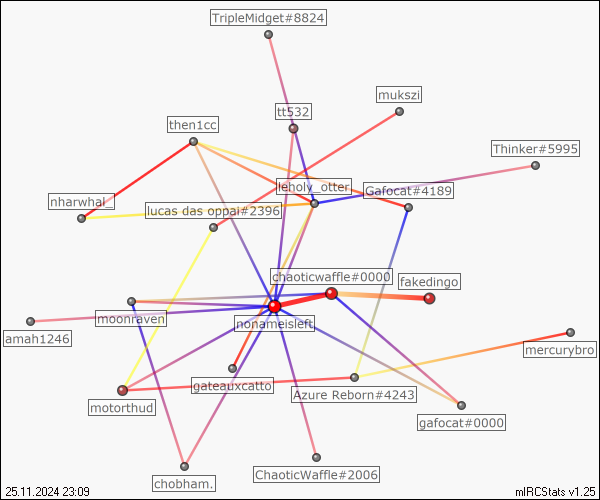 TripleMidget#8824
mukszi
tt532
then1cc
Thinker#5995
leholy_otter
Gafocat#4189
nharwhal_
lucas das oppai#2396
chaoticwaffle#0000
fakedingo
moonraven
nonameisleft
amah1246
mercurybro
gateauxcatto
Azure Reborn#4243
motorthud
gafocat#0000
chobham.
ChaoticWaffle#2006
25.11.2024 23:09
mIRCStats v1.25